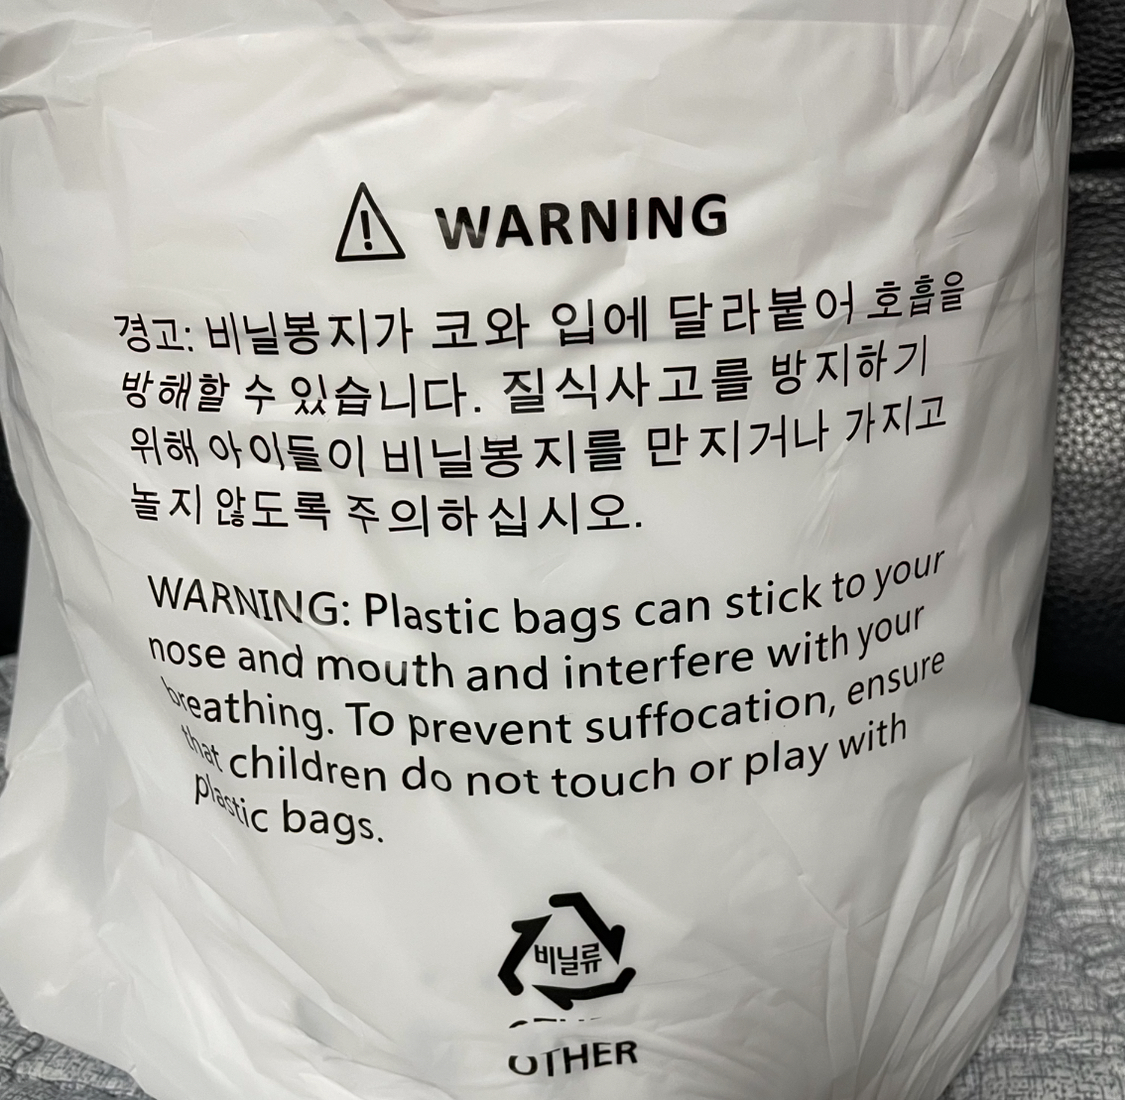 WARNING
경고: 비닐봉지가 코와 입에 달라붙어 호흡을
방해할 수 있습니다. 질식사고를 방지하기
위해 아이들이 비닐봉지를 만지거나 가지고
놀지 않도록 주의하십시오.
WARNING: Plastic bags can stick to your
nose and mouth and interfere with your
breathing. To prevent suffocation, ensure
that children do not touch or play with
plastic bags.
비닐류
OTHER